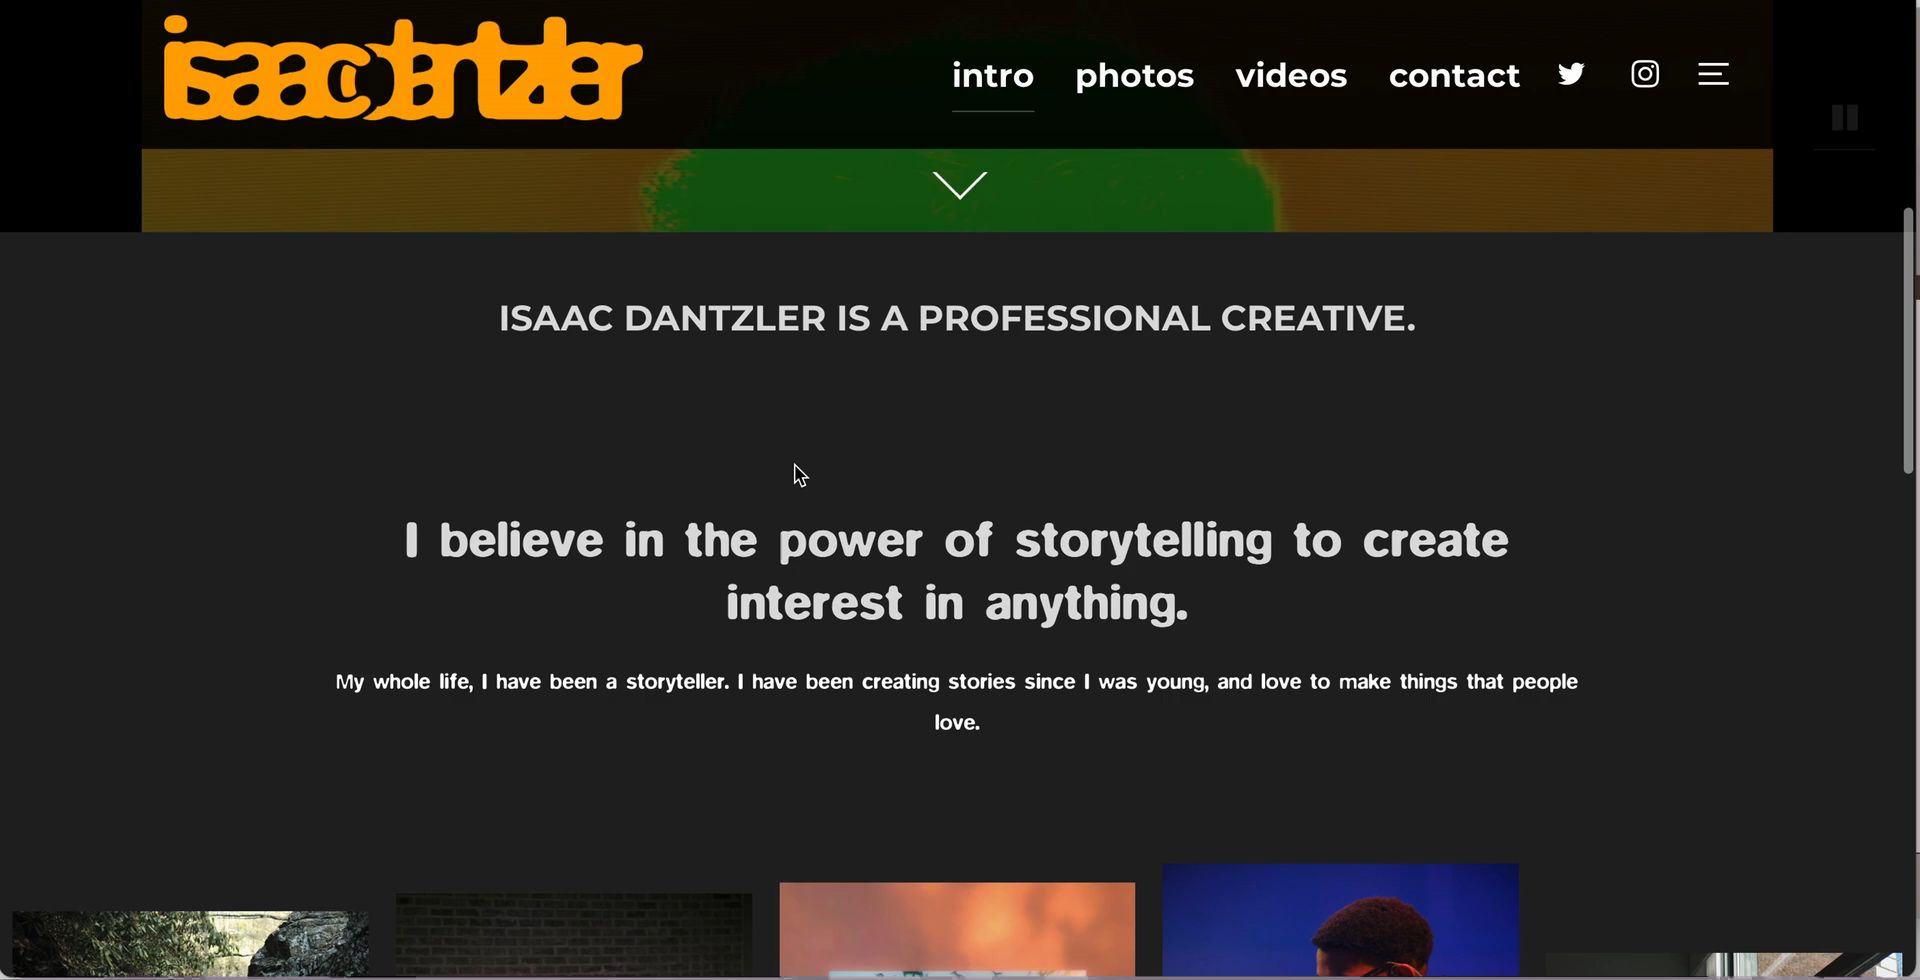 isaacdantzler
intro photos videos contact
ISAAC DANTZLER IS A PROFESSIONAL CREATIVE.
I believe in the power of storytelling to create
interest in anything.
My whole life, I have been a storyteller. I have been creating stories since I was young, and love to make things that people
love.